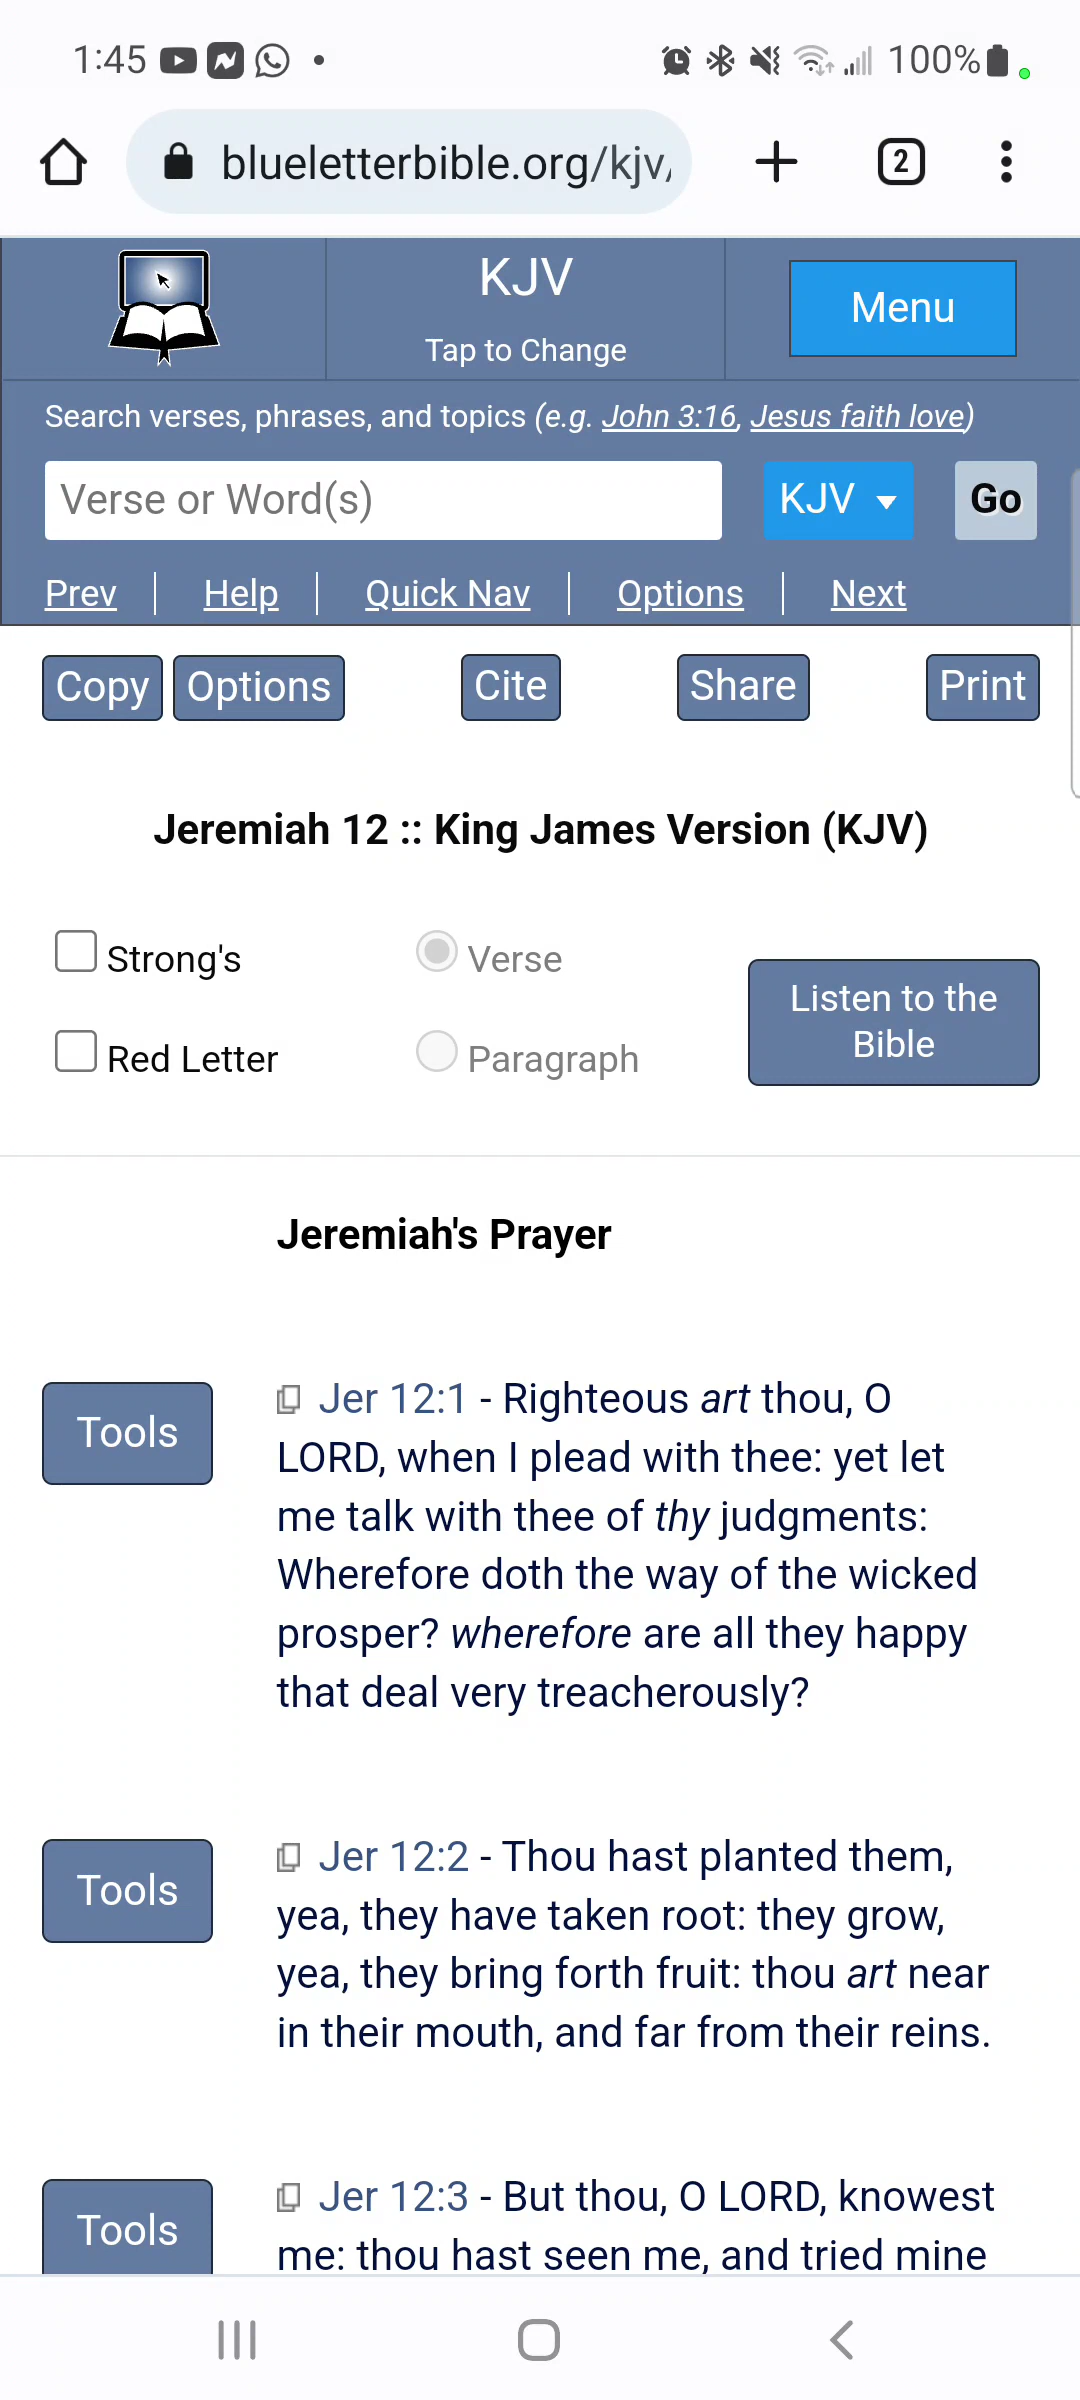 1:45 100%
blueletterbible.org/kjv/
2
KJV
Tap to Change
Menu
Search verses, phrases, and topics (e.g. John 3:16, Jesus faith love)
Verse or Word(s) KJV Go
Prev | Help | Quick Nav | Options | Next
Copy Options Cite Share Print
Jeremiah 12 :: King James Version (KJV)
Strong's Verse
Red Letter Paragraph
Listen to the
Bible
Jeremiah's Prayer
Tools
Jer 12:1 - Righteous art thou, O
LORD, when I plead with thee: yet let
me talk with thee of thy judgments:
Wherefore doth the way of the wicked
prosper? wherefore are all they happy
that deal very treacherously?
Tools
Jer 12:2 - Thou hast planted them,
yea, they have taken root: they grow,
yea, they bring forth fruit: thou art near
in their mouth, and far from their reins.
Tools
Jer 12:3 - But thou, O LORD, knowest
me: thou hast seen me, and tried mine